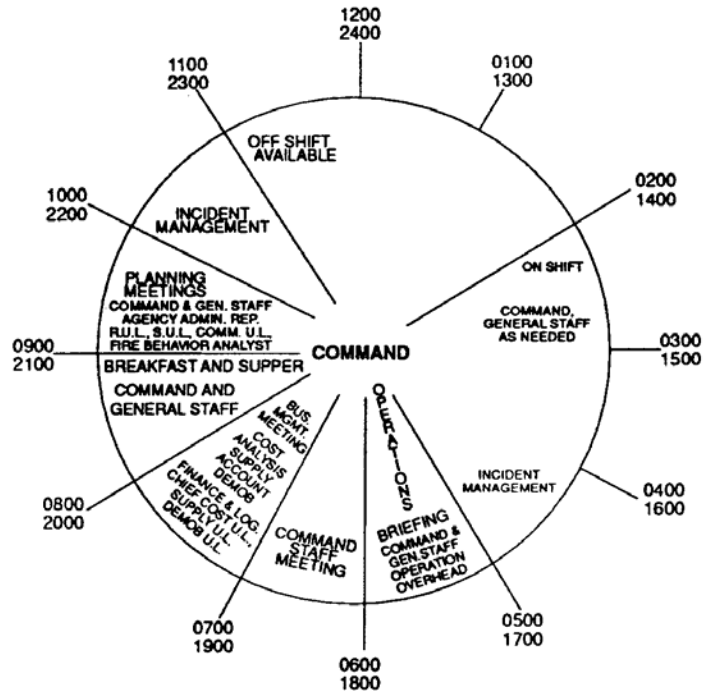 1200
2400
0100
1300
0200
1400
0300
1500
0400
1600
0500
1700
0600
1800
0700
1900
0800
2000
0900
2100
1000
2200
1100
2300
OFF SHIFT
AVAILABLE
INCIDENT
MANAGEMENT
PLANNING
MEETINGS
COMMAND & GEN. STAFF
AGENCY ADMIN. REP.
R.U.L., S.U.L., COMM. U.L.
FIRE BEHAVIOR ANALYST
BREAKFAST AND SUPPER
COMMAND AND
GENERAL STAFF
BUS.
MGMT.
MEETING
COST
ANALYSIS
SUPPLY
ACCOUNT
DEMOB
FINANCE & LOG.
CHIEF COST U.L.,
SUPPLY U.L.
DEMOB U.L.
COMMAND
STAFF
MEETING
OPERATIONS
BRIEFING
COMMAND &
GEN. STAFF
OPERATION
OVERHEAD
INCIDENT
MANAGEMENT
ON SHIFT
COMMAND,
GENERAL STAFF
AS NEEDED
COMMAND